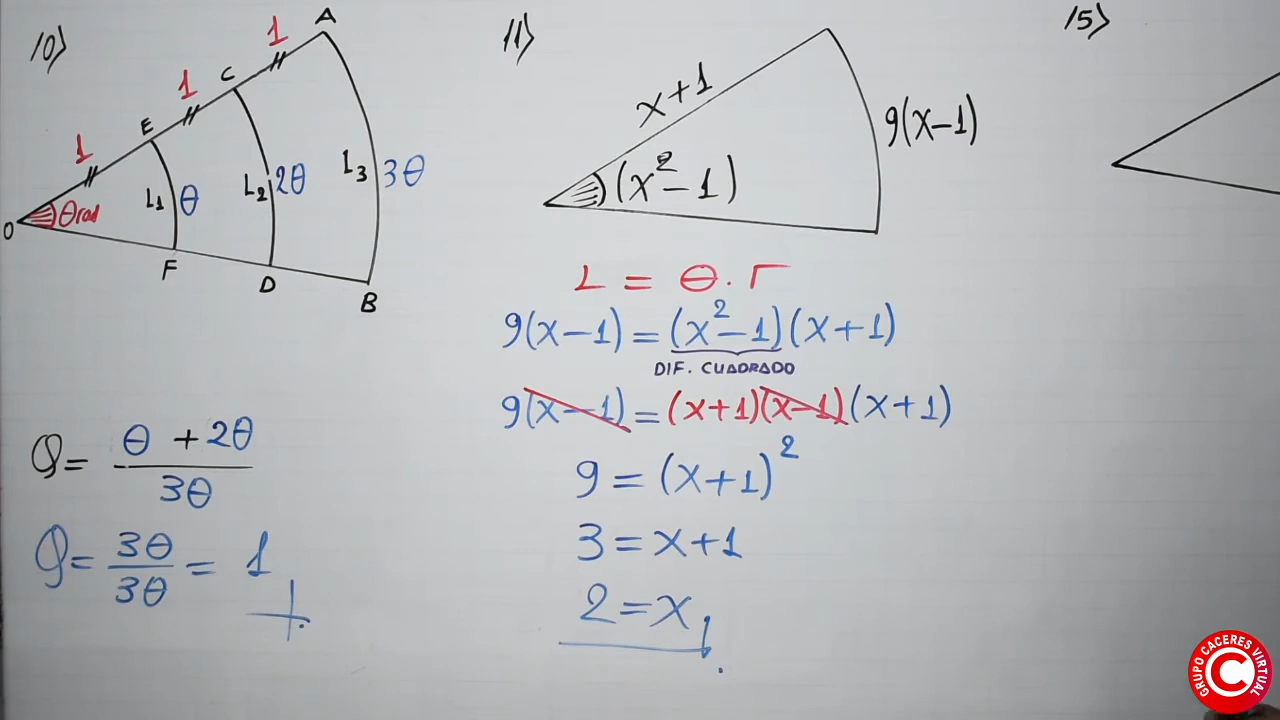 10)
A
1
C
1
E
1
L₃ 3θ
L₂ 2θ
L₁ θ
θrad
O
F
D
B
Q = θ + 2θ / 3θ
Q = 3θ / 3θ = 1
11)
x+1
9(x-1)
(x²-1)
L = θ.r
9(x-1) = (x²-1)(x+1)
DIF. CUADRADO
9(x-1) = (x+1)(x-1)(x+1)
9 = (x+1)²
3 = x+1
2 = x
15)
GRUPO CACERES VIRTUAL
C